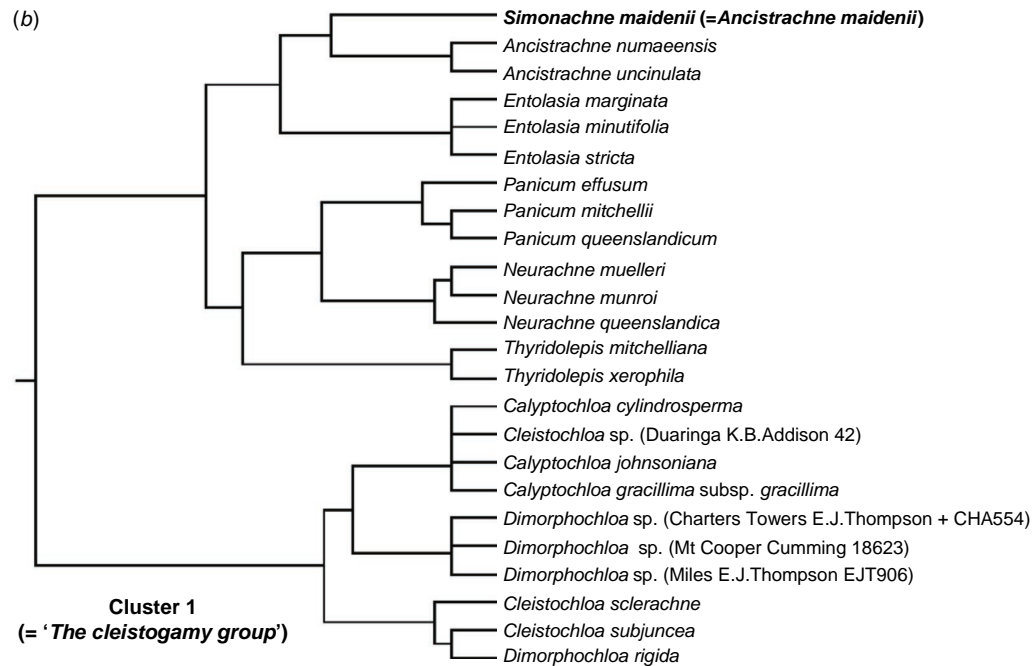 (b)
Simonachne maidenii (=Ancistrachne maidenii)
Ancistrachne numaeensis
Ancistrachne uncinulata
Entolasia marginata
Entolasia minutifolia
Entolasia stricta
Panicum effusum
Panicum mitchellii
Panicum queenslandicum
Neurachne muelleri
Neurachne munroi
Neurachne queenslandica
Thyridolepis mitchelliana
Thyridolepis xerophila
Calyptochloa cylindrosperma
Cleistochloa sp. (Duaringa K.B.Addison 42)
Calyptochloa johnsoniana
Calyptochloa gracillima subsp. gracillima
Dimorphochloa sp. (Charters Towers E.J.Thompson + CHA554)
Dimorphochloa sp. (Mt Cooper Cumming 18623)
Dimorphochloa sp. (Miles E.J.Thompson EJT906)
Cleistochloa sclerachne
Cleistochloa subjuncea
Dimorphochloa rigida
Cluster 1
(= ‘The cleistogamy group’)